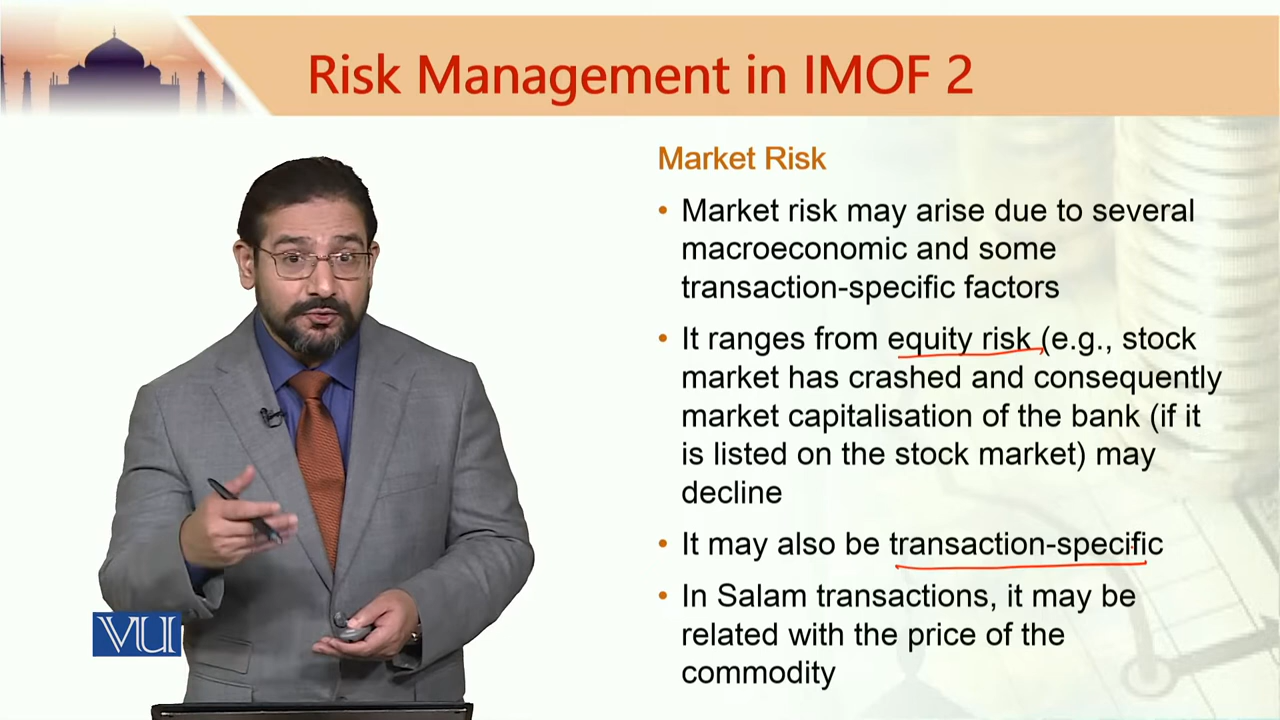 Risk Management in IMOF 2
Market Risk
• Market risk may arise due to several
macroeconomic and some
transaction-specific factors
• It ranges from equity risk (e.g., stock
market has crashed and consequently
market capitalisation of the bank (if it
is listed on the stock market) may
decline
• It may also be transaction-specific
• In Salam transactions, it may be
related with the price of the
commodity
VU